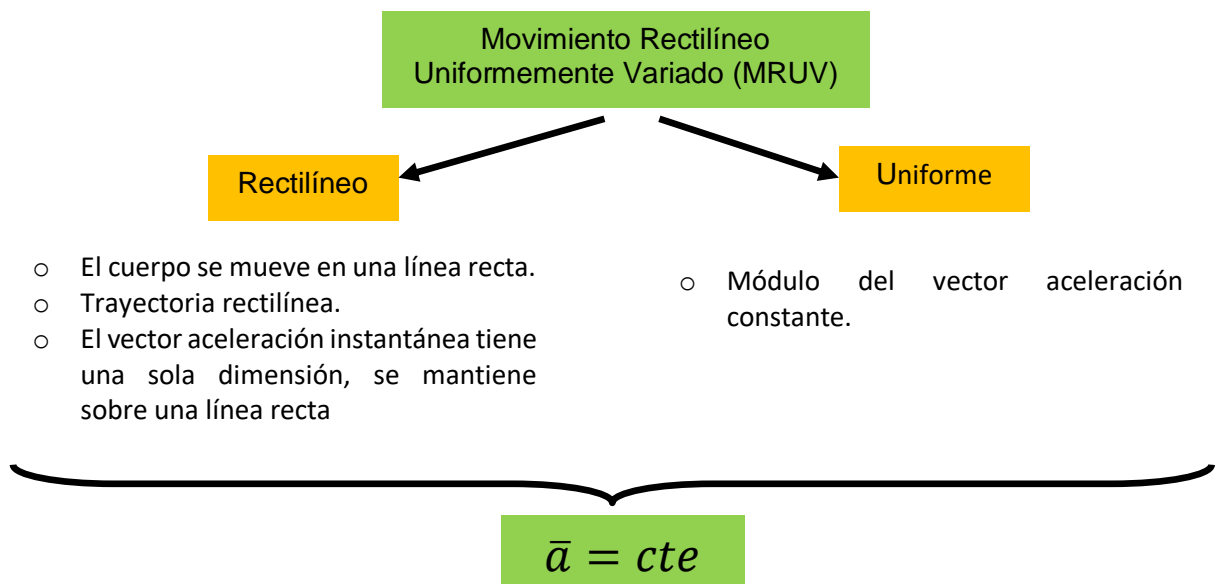 Movimiento Rectilíneo
Uniformemente Variado (MRUV)
Rectilíneo
Uniforme
o El cuerpo se mueve en una línea recta.
o Trayectoria rectilínea.
o El vector aceleración instantánea tiene
una sola dimensión, se mantiene
sobre una línea recta
o Módulo del vector aceleración
constante.
ā = cte